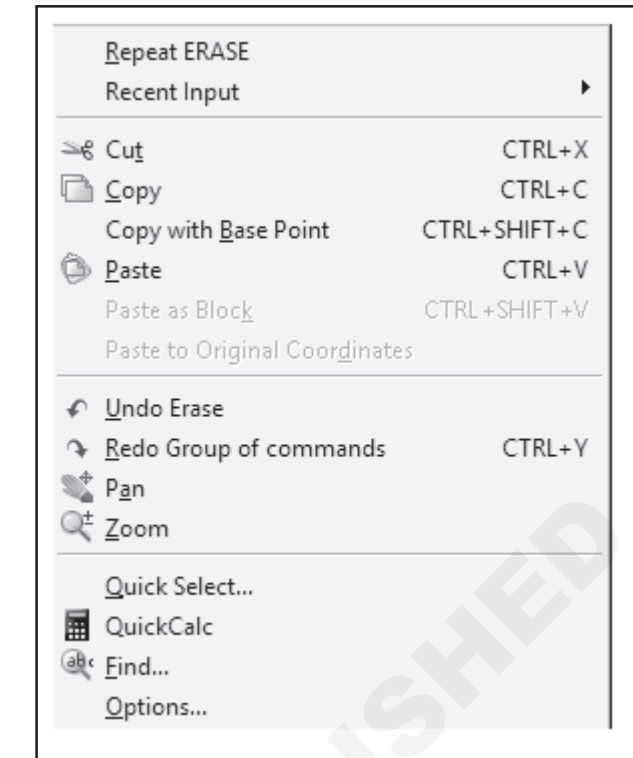 Repeat ERASE
Recent Input
Cut CTRL+X
Copy CTRL+C
Copy with Base Point CTRL+SHIFT+C
Paste CTRL+V
Paste as Block CTRL+SHIFT+V
Paste to Original Coordinates
Undo Erase
Redo Group of commands CTRL+Y
Pan
Zoom
Quick Select...
QuickCalc
Find...
Options...